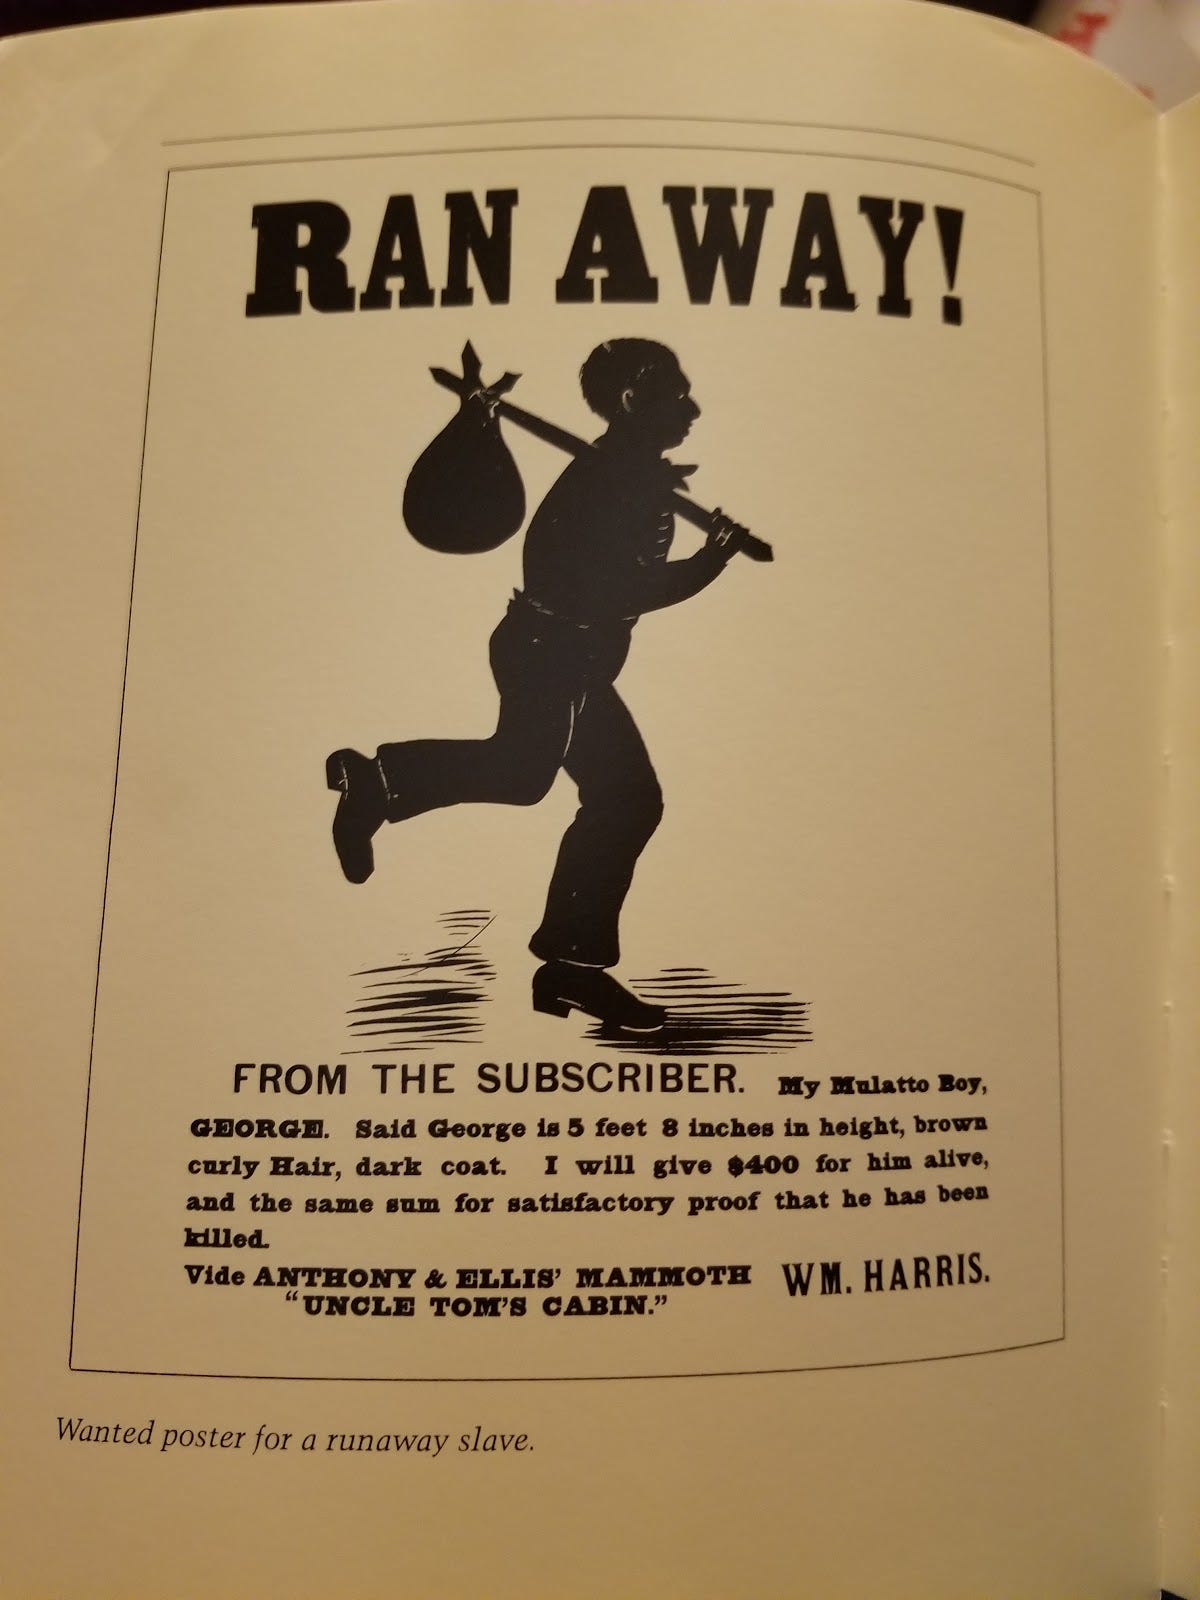 RAN AWAY!
FROM THE SUBSCRIBER. My Mulatto Boy,
GEORGE. Said George is 5 feet 8 inches in height, brown
curly Hair, dark coat. I will give $400 for him alive,
and the same sum for satisfactory proof that he has been
killed.
Vide ANTHONY & ELLIS' MAMMOTH
"UNCLE TOM'S CABIN."
WM. HARRIS.
Wanted poster for a runaway slave.